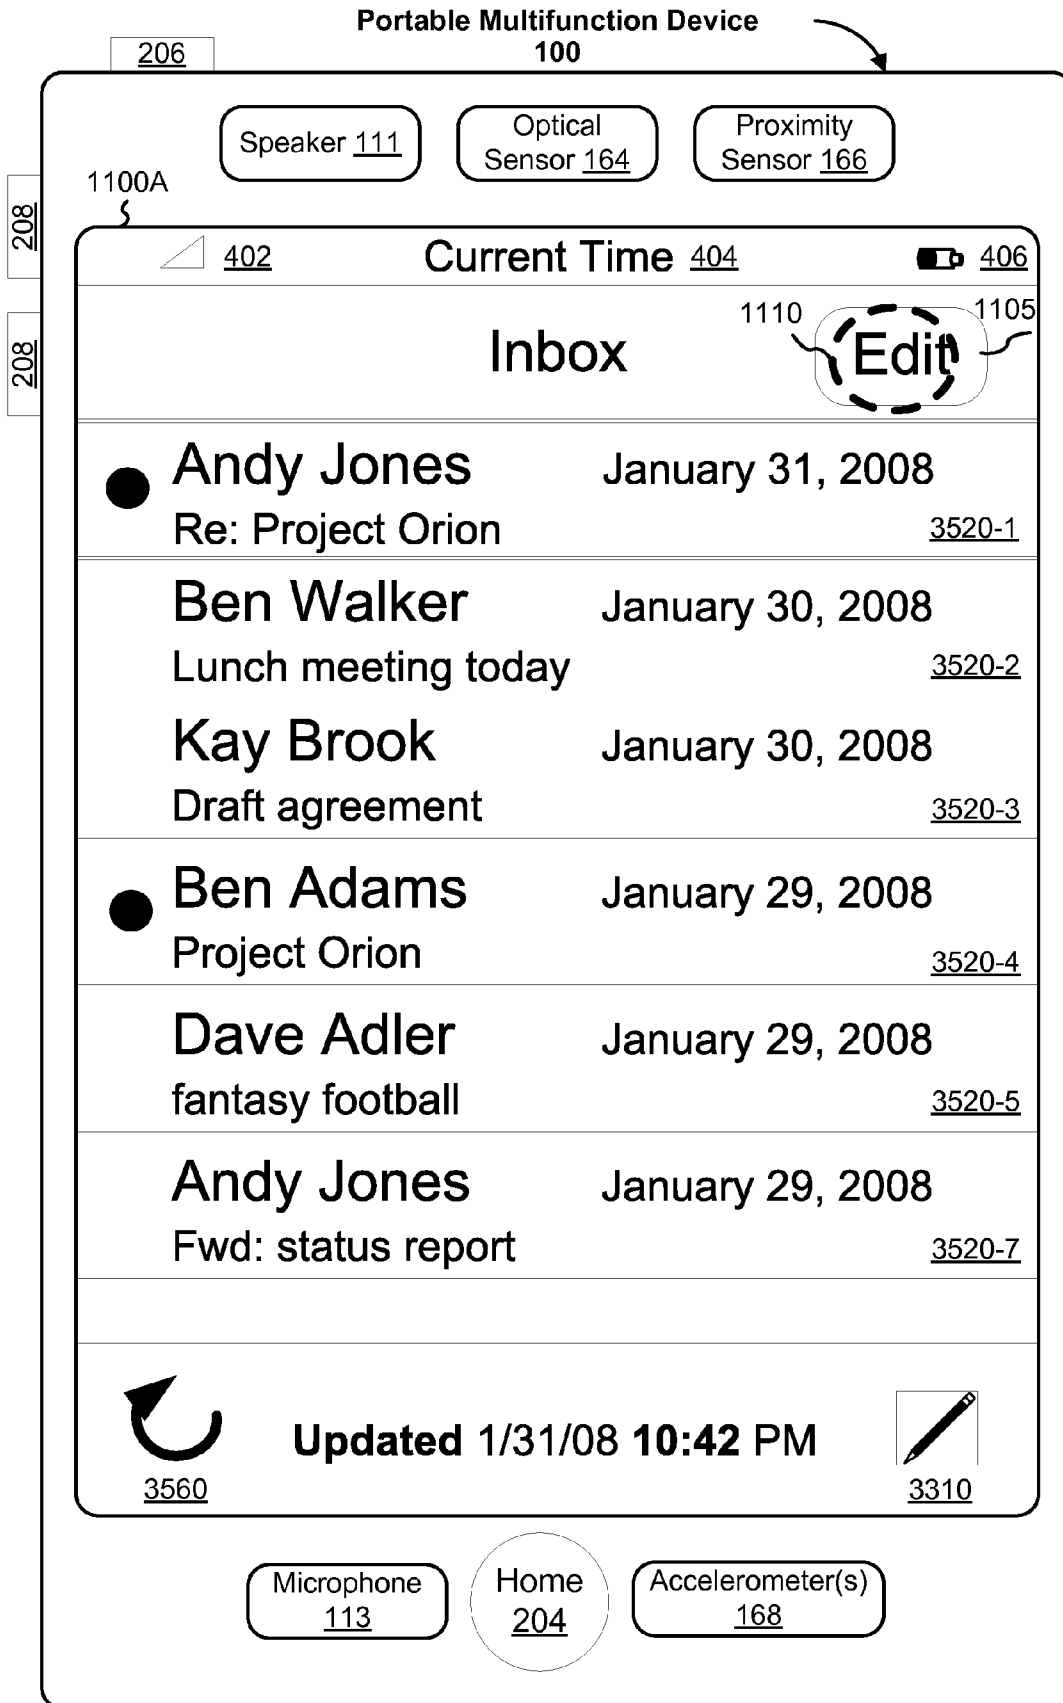 Portable Multifunction Device
100
206
Speaker 111
Optical
Sensor 164
Proximity
Sensor 166
1100A
208
208
402
Current Time 404
406
Inbox
1110
Edit
1105
Andy Jones January 31, 2008
Re: Project Orion 3520-1
Ben Walker January 30, 2008
Lunch meeting today 3520-2
Kay Brook January 30, 2008
Draft agreement 3520-3
Ben Adams January 29, 2008
Project Orion 3520-4
Dave Adler January 29, 2008
fantasy football 3520-5
Andy Jones January 29, 2008
Fwd: status report 3520-7
Updated 1/31/08 10:42 PM
3560
3310
Microphone
113
Home
204
Accelerometer(s)
168